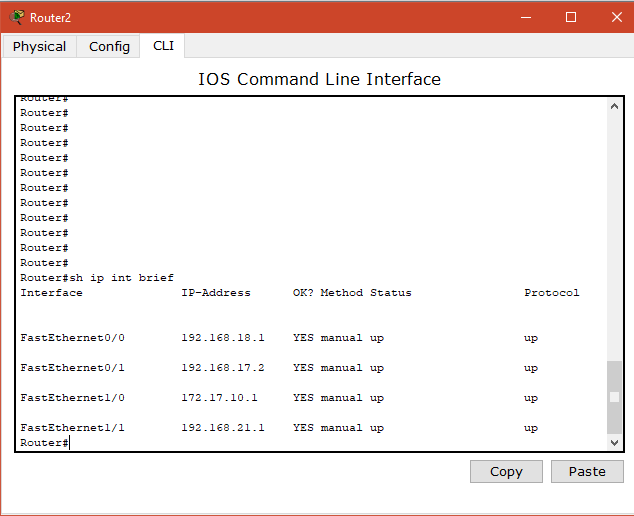 Router2
Physical Config CLI
IOS Command Line Interface
Router#
Router#
Router#
Router#
Router#
Router#
Router#
Router#
Router#
Router#
Router#
Router#
Router#sh ip int brief
Interface IP-Address OK? Method Status Protocol
FastEthernet0/0 192.168.18.1 YES manual up up
FastEthernet0/1 192.168.17.2 YES manual up up
FastEthernet1/0 172.17.10.1 YES manual up up
FastEthernet1/1 192.168.21.1 YES manual up up
Router#
Copy Paste